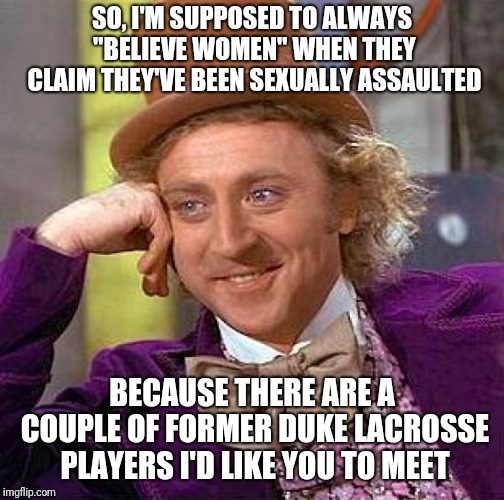 SO, I'M SUPPOSED TO ALWAYS
"BELIEVE WOMEN" WHEN THEY
CLAIM THEY'VE BEEN SEXUALLY ASSAULTED
BECAUSE THERE ARE A
COUPLE OF FORMER DUKE LACROSSE
PLAYERS I'D LIKE YOU TO MEET
imgflip.com